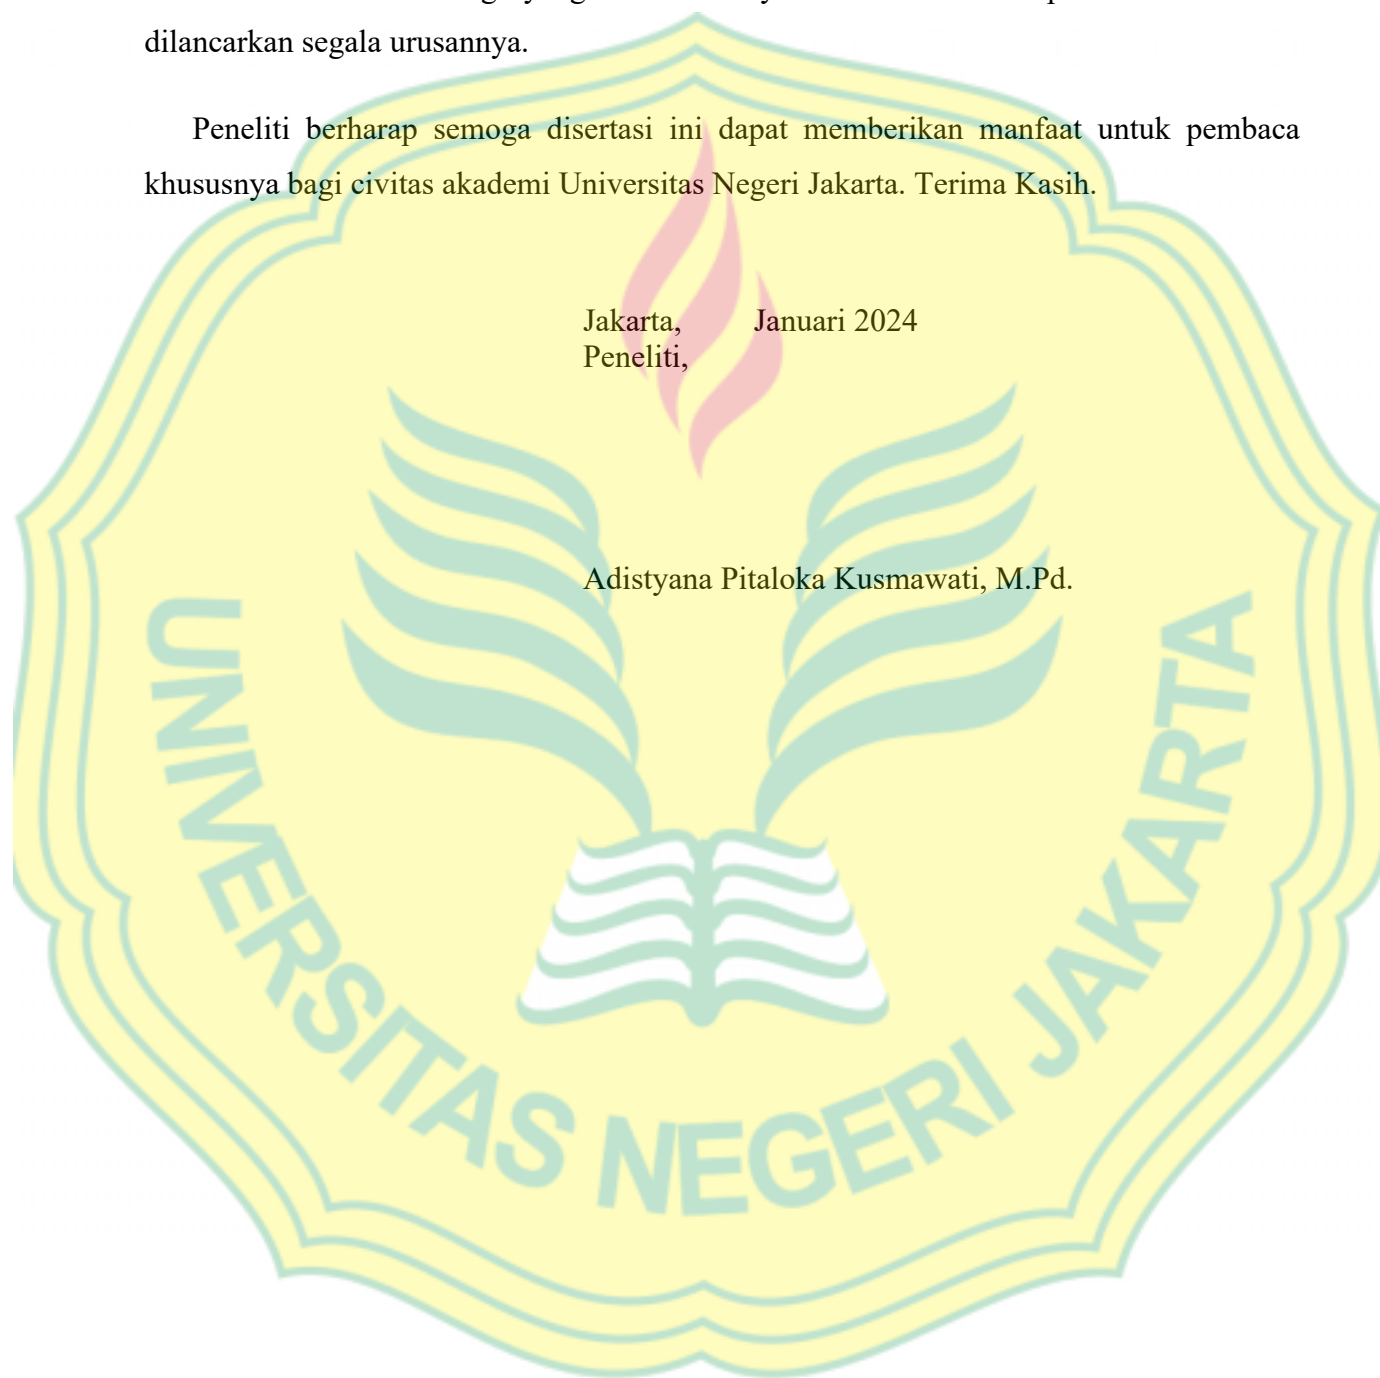 dilancarkan segala urusannya.
Peneliti berharap semoga disertasi ini dapat memberikan manfaat untuk pembaca
khususnya bagi civitas akademi Universitas Negeri Jakarta. Terima Kasih.
Jakarta, Januari 2024
Peneliti,
Adistyana Pitaloka Kusmawati, M.Pd.
UNIVERSITAS NEGERI JAKARTA